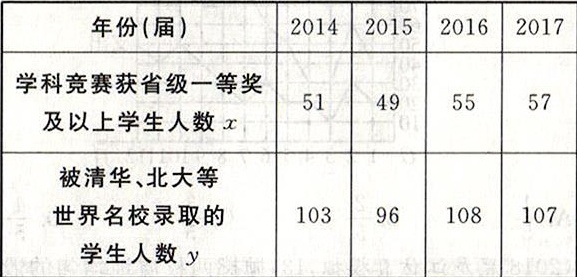 年份(届) 2014 2015 2016 2017
学科竞赛获省级一等奖
及以上学生人数 x 51 49 55 57
被清华、北大等
世界名校录取的
学生人数 y 103 96 108 107